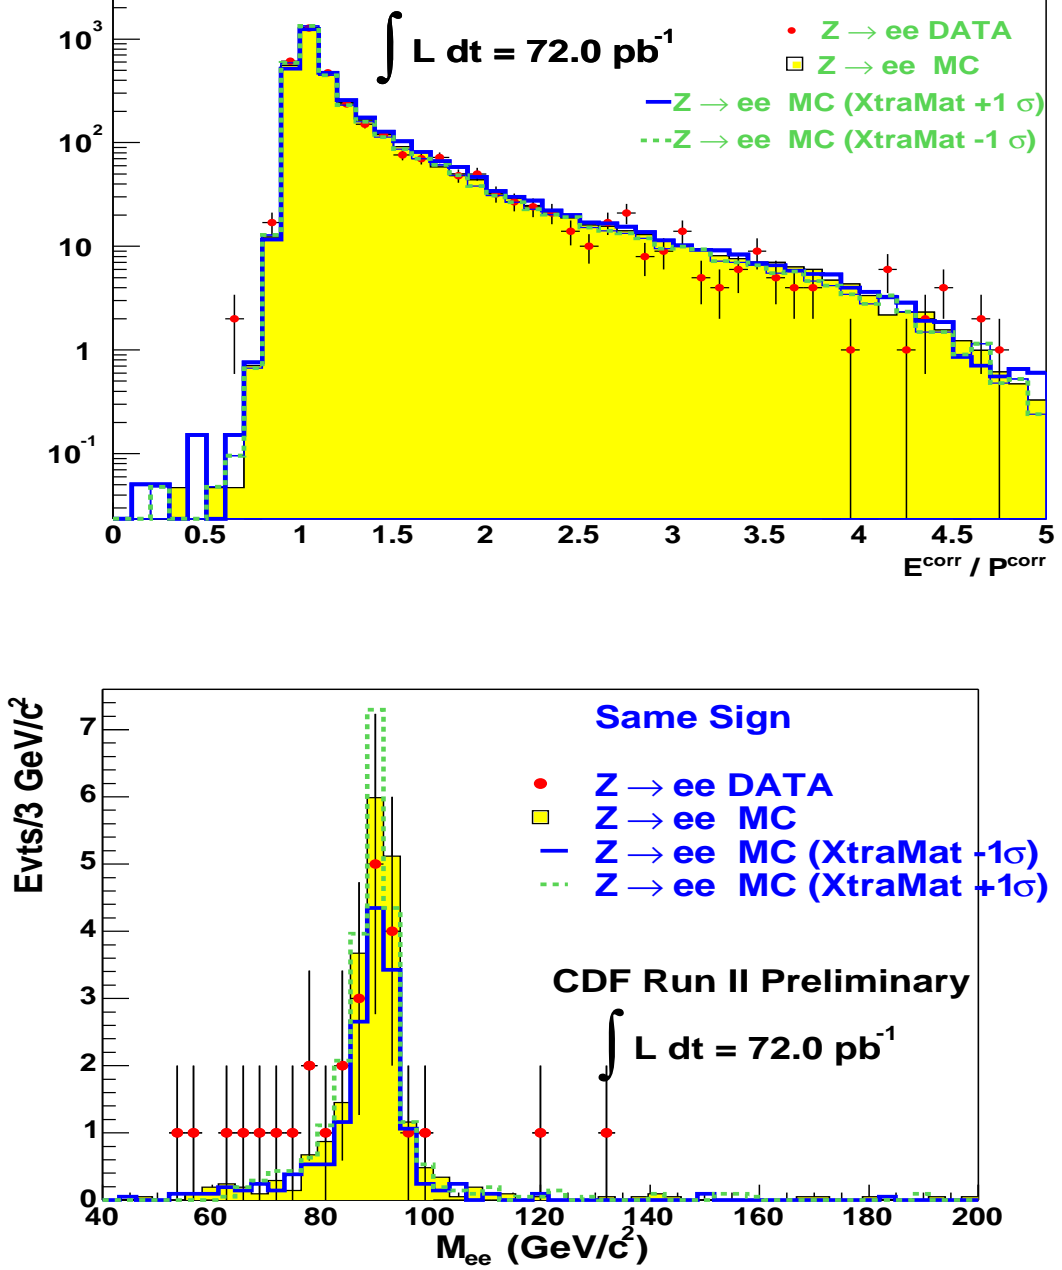 10³
10²
10
1
10⁻¹
∫ L dt = 72.0 pb⁻¹
Z → ee DATA
Z → ee MC
Z → ee MC (XtraMat +1 σ)
Z → ee MC (XtraMat -1 σ)
0 0.5 1 1.5 2 2.5 3 3.5 4 4.5 5
E^corr / P^corr
Evts/3 GeV/c²
7
6
5
4
3
2
1
0
Same Sign
Z → ee DATA
Z → ee MC
Z → ee MC (XtraMat -1σ)
Z → ee MC (XtraMat +1σ)
CDF Run II Preliminary
∫ L dt = 72.0 pb⁻¹
40 60 80 100 120 140 160 180 200
M_ee (GeV/c²)